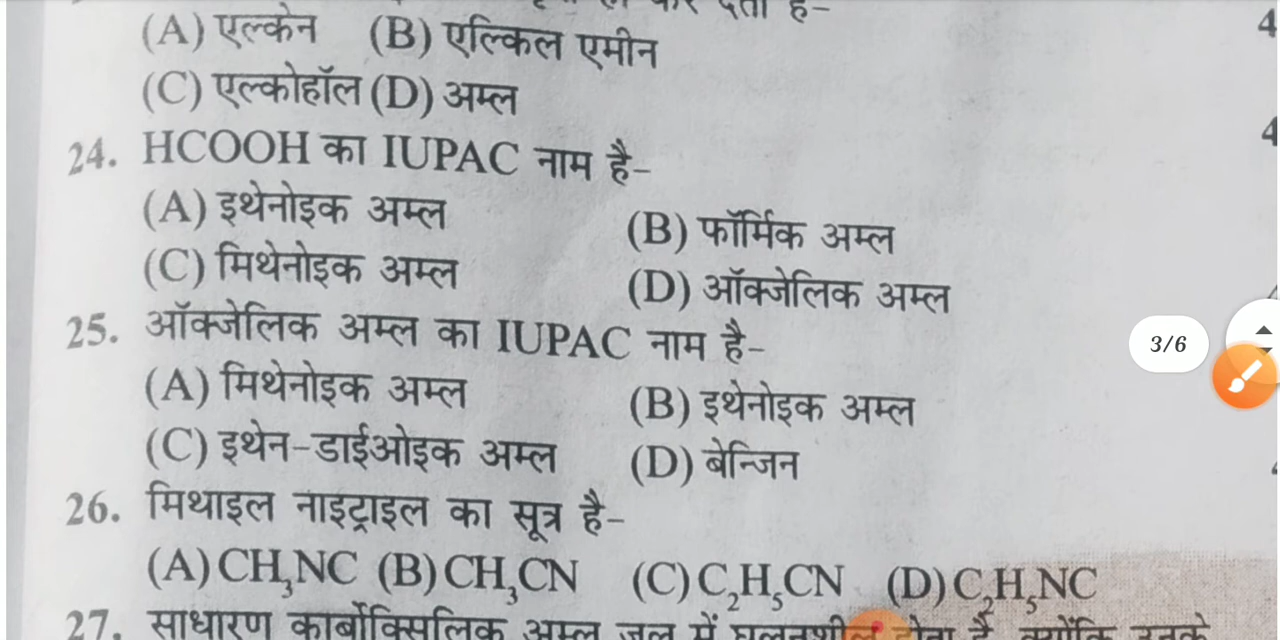 दता है-
(A) एल्केन (B) एल्किल एमीन
(C) एल्कोहॉल (D) अम्ल
24. HCOOH का IUPAC नाम है-
(A) इथेनोइक अम्ल (B) फॉर्मिक अम्ल
(C) मिथेनोइक अम्ल (D) ऑक्जेलिक अम्ल
25. ऑक्जेलिक अम्ल का IUPAC नाम है-
3/6
(A) मिथेनोइक अम्ल (B) इथेनोइक अम्ल
(C) इथेन-डाईओइक अम्ल (D) बेन्जिन
26. मिथाइल नाइट्राइल का सूत्र है-
(A) CH₃NC (B) CH₃CN (C) C₂H₅CN (D) C₂H₅NC
27. साधारण कार्बोक्सिलिक अम्ल जल में घुलनशील होता है, क्योंकि